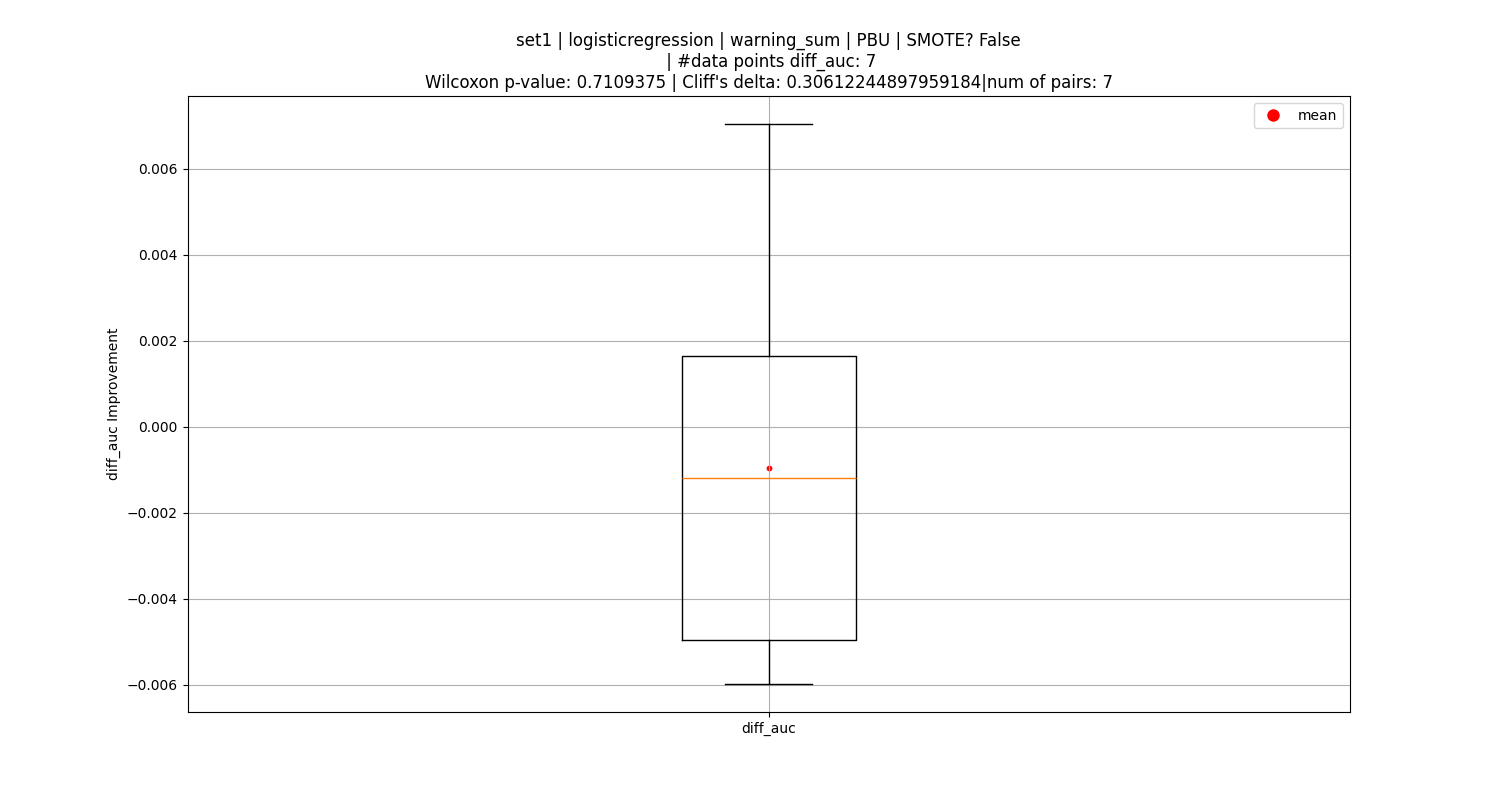 set1 | logisticregression | warning_sum | PBU | SMOTE? False
| #data points diff_auc: 7
Wilcoxon p-value: 0.7109375 | Cliff's delta: 0.30612244897959184|num of pairs: 7
mean
0.006
0.004
0.002
0.000
−0.002
−0.004
−0.006
diff_auc Improvement
diff_auc